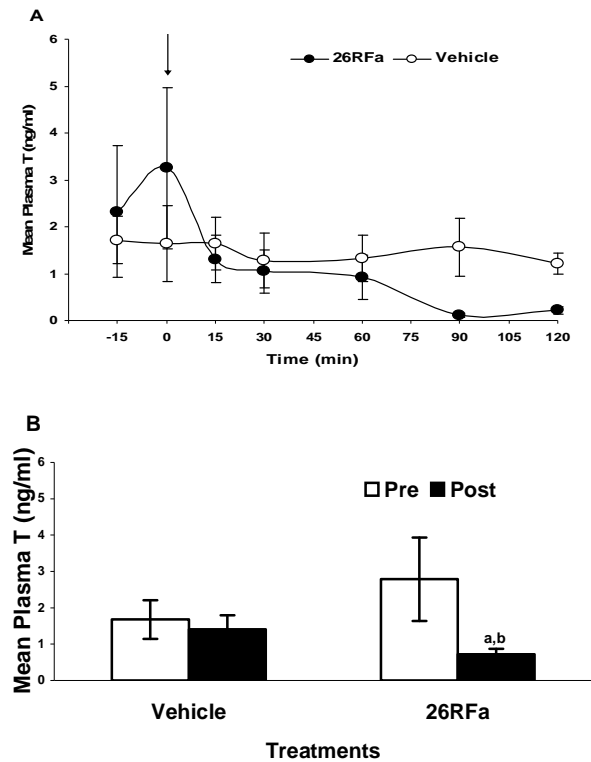 A
6
5
4
3
2
1
0
Mean Plasma T (ng/ml)
26RFa Vehicle
-15 0 15 30 45 60 75 90 105 120
Time (min)
B
6
5
4
3
2
1
0
Mean Plasma T (ng/ml)
Pre Post
a,b
Vehicle 26RFa
Treatments